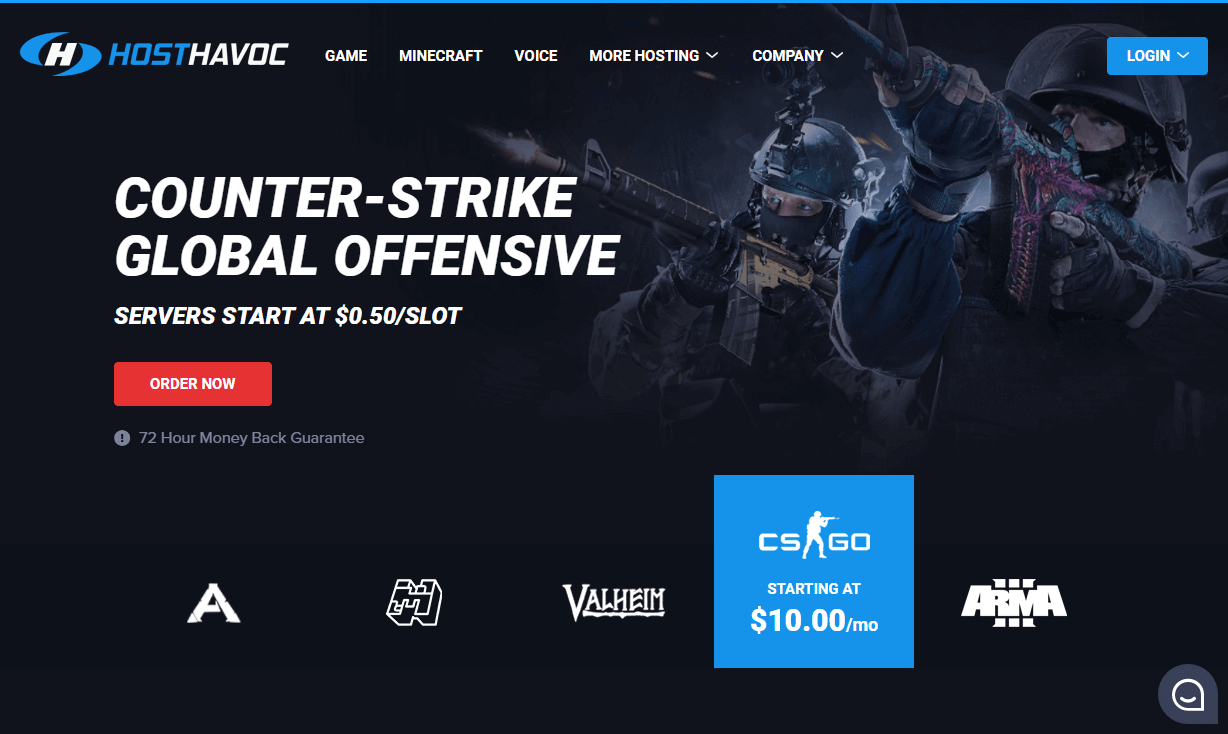 HOSTHAVOC
GAME
MINECRAFT
VOICE
MORE HOSTING
COMPANY
LOGIN
COUNTER-STRIKE
GLOBAL OFFENSIVE
SERVERS START AT $0.50/SLOT
ORDER NOW
72 Hour Money Back Guarantee
A
VALHEIM
CS GO
STARTING AT
$10.00/mo
ARMA
III